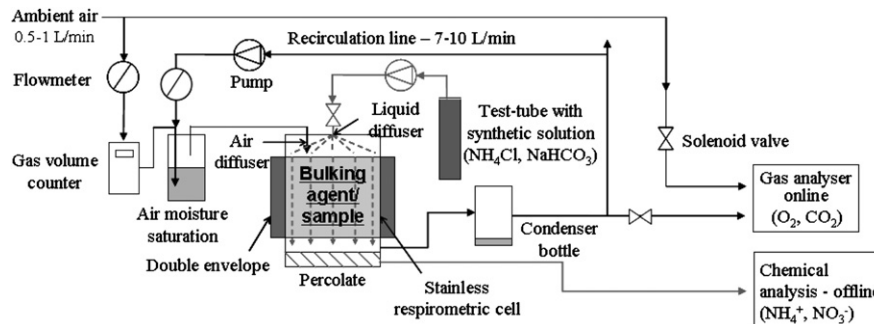 Ambient air
0.5-1 L/min
Recirculation line – 7-10 L/min
Flowmeter
Pump
Liquid
diffuser
Test-tube with
synthetic solution
(NH4Cl, NaHCO3)
Solenoid valve
Air
diffuser
Gas volume
counter
Bulking
agent/
sample
Gas analyser
online
(O2, CO2)
Air moisture
saturation
Condenser
bottle
Double envelope
Percolate
Stainless
respirometric cell
Chemical
analysis - offline
(NH4+, NO3-)